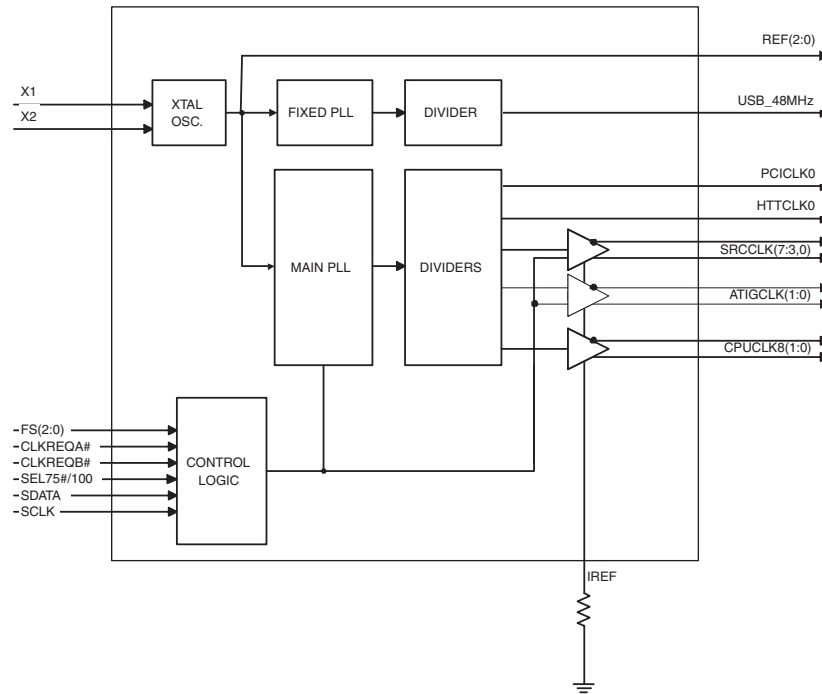 REF(2:0)
X1
X2
XTAL
OSC.
FIXED PLL
DIVIDER
USB_48MHz
PCICLK0
HTTCLK0
MAIN PLL
DIVIDERS
SRCCLK(7:3,0)
ATIGCLK(1:0)
CPUCLK8(1:0)
FS(2:0)
CLKREQA#
CLKREQB#
SEL75#/100
SDATA
SCLK
CONTROL
LOGIC
IREF